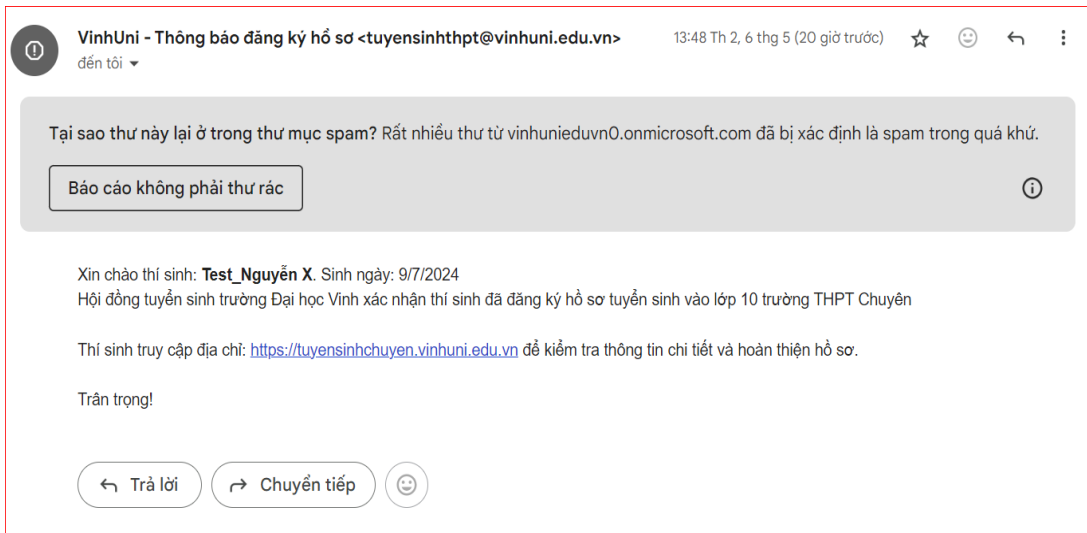 VinhUni - Thông báo đăng ký hồ sơ <tuyensinhthpt@vinhuni.edu.vn> 13:48 Th 2, 6 thg 5 (20 giờ trước)
đến tôi
Tại sao thư này lại ở trong thư mục spam? Rất nhiều thư từ vinhunieduvn0.onmicrosoft.com đã bị xác định là spam trong quá khứ.
Báo cáo không phải thư rác
Xin chào thí sinh: Test_Nguyễn X. Sinh ngày: 9/7/2024
Hội đồng tuyển sinh trường Đại học Vinh xác nhận thí sinh đã đăng ký hồ sơ tuyển sinh vào lớp 10 trường THPT Chuyên
Thí sinh truy cập địa chỉ: https://tuyensinhchuyen.vinhuni.edu.vn để kiểm tra thông tin chi tiết và hoàn thiện hồ sơ.
Trân trọng!
Trả lời Chuyển tiếp